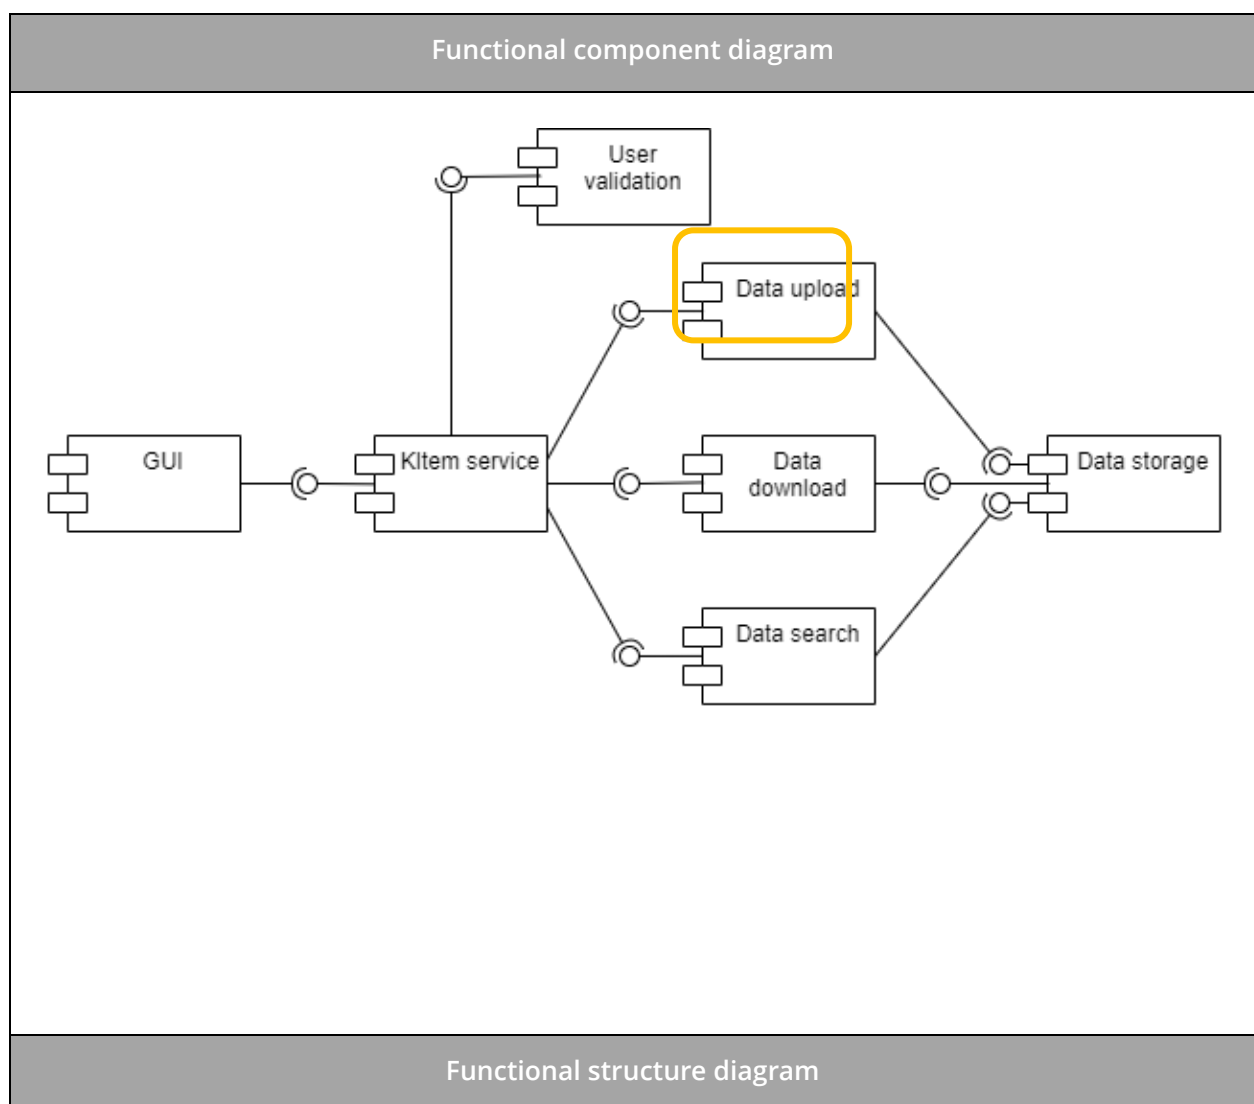 Functional component diagram
User
validation
Data upload
GUI
KItem service
Data
download
Data storage
Data search
Functional structure diagram